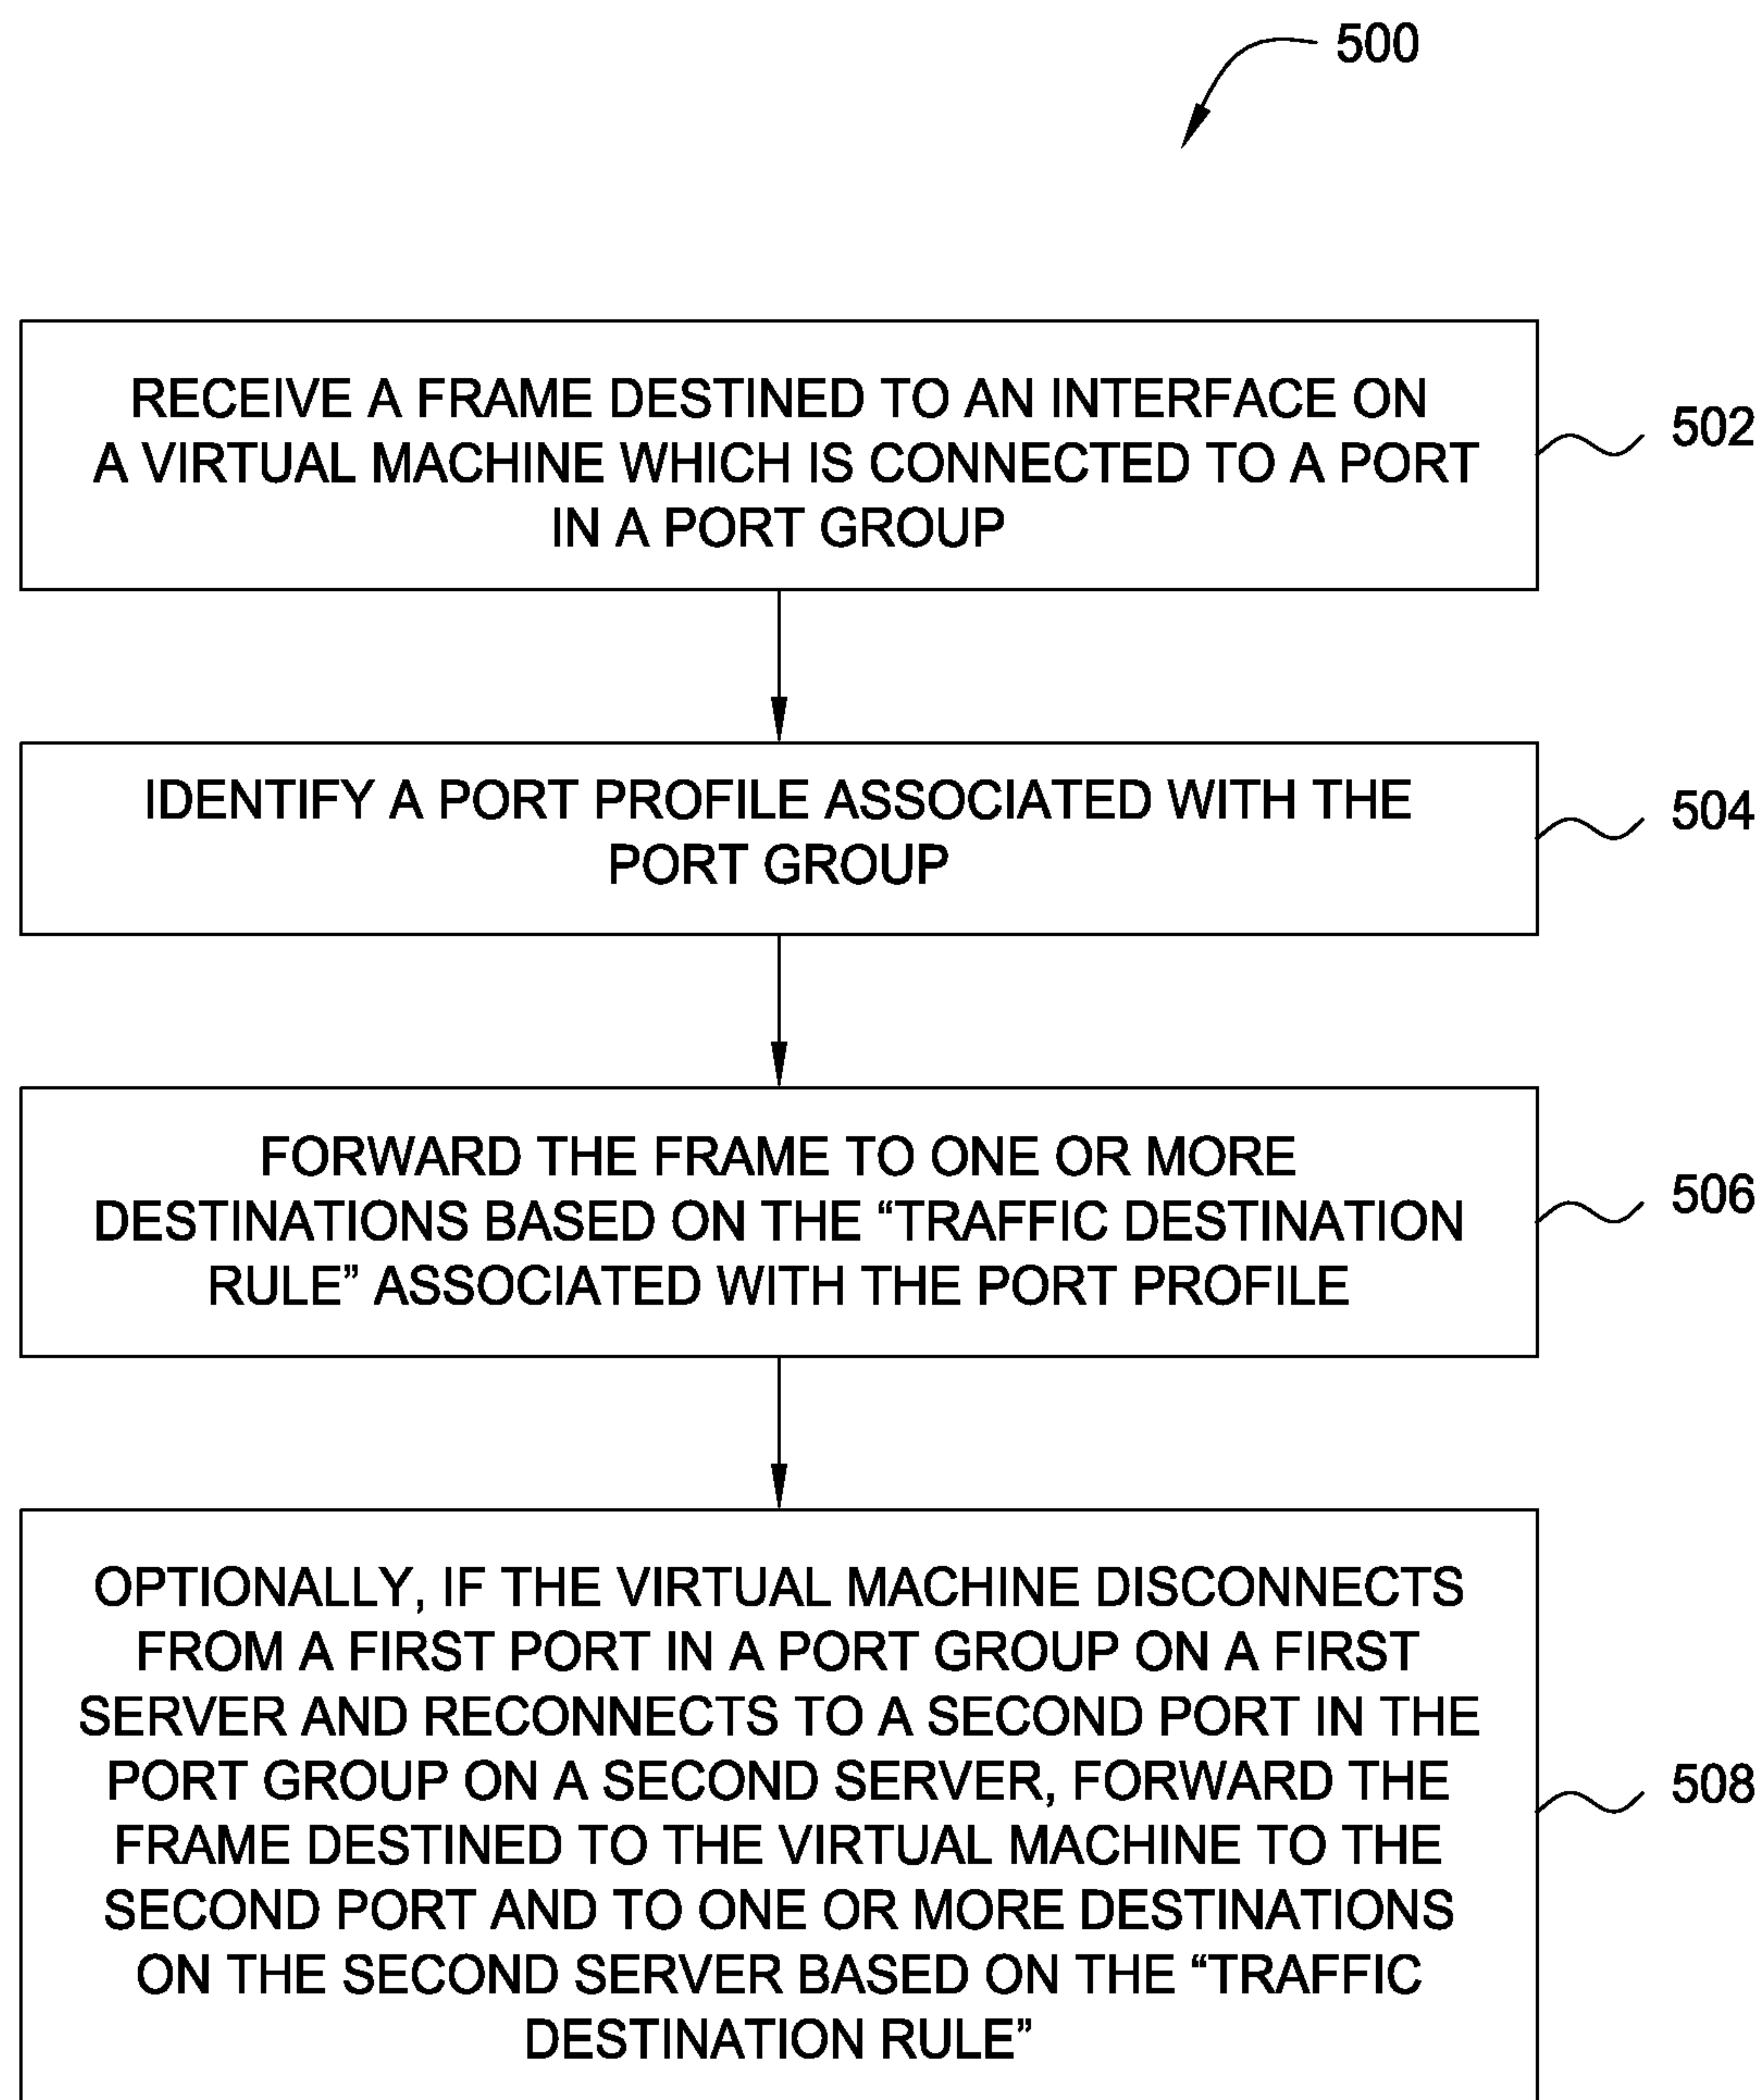 500
RECEIVE A FRAME DESTINED TO AN INTERFACE ON
A VIRTUAL MACHINE WHICH IS CONNECTED TO A PORT
IN A PORT GROUP
502
IDENTIFY A PORT PROFILE ASSOCIATED WITH THE
PORT GROUP
504
FORWARD THE FRAME TO ONE OR MORE
DESTINATIONS BASED ON THE “TRAFFIC DESTINATION
RULE” ASSOCIATED WITH THE PORT PROFILE
506
OPTIONALLY, IF THE VIRTUAL MACHINE DISCONNECTS
FROM A FIRST PORT IN A PORT GROUP ON A FIRST
SERVER AND RECONNECTS TO A SECOND PORT IN THE
PORT GROUP ON A SECOND SERVER, FORWARD THE
FRAME DESTINED TO THE VIRTUAL MACHINE TO THE
SECOND PORT AND TO ONE OR MORE DESTINATIONS
ON THE SECOND SERVER BASED ON THE “TRAFFIC
DESTINATION RULE”
508